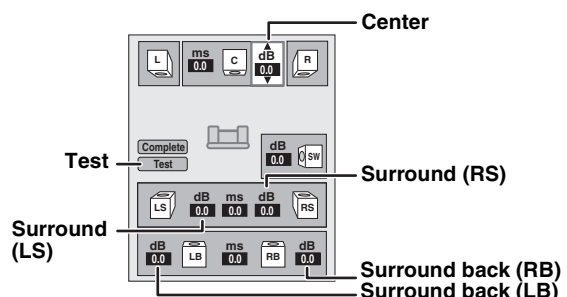 Center
L
ms
0.0
C
dB
0.0
R
Complete
Test
Test
dB
0.0
SW
Surround (RS)
LS
dB
0.0
ms
0.0
dB
0.0
RS
Surround
(LS)
dB
0.0
LB
ms
0.0
RB
dB
0.0
Surround back (RB)
Surround back (LB)